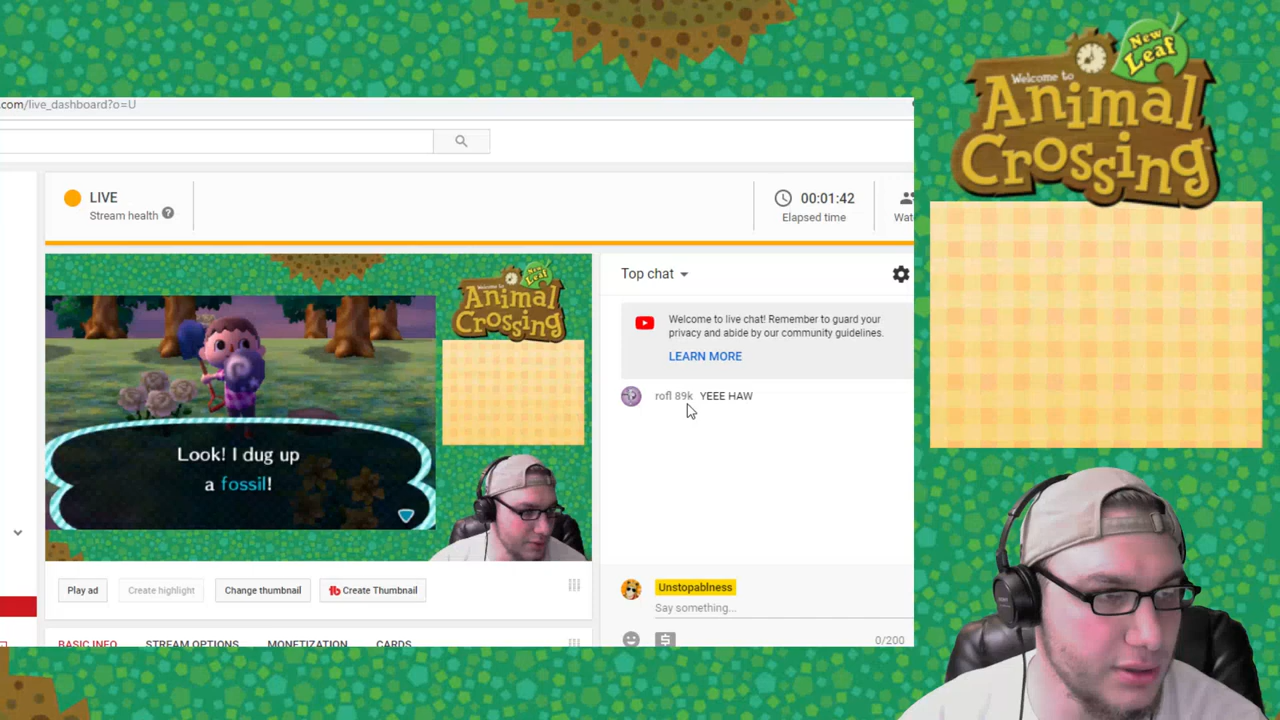 .com/live_dashboard?o=U
LIVE
Stream health ?
00:01:42
Elapsed time
Top chat
Welcome to live chat! Remember to guard your
privacy and abide by our community guidelines.
LEARN MORE
rofl 89k YEEE HAW
Welcome to
Animal
Crossing
New
Leaf
Look! I dug up
a fossil!
Play ad
Create highlight
Change thumbnail
tb Create Thumbnail
Unstopablness
Say something...
$
0/200
BASIC INFO
STREAM OPTIONS
MONETIZATION
CARDS
Welcome to
New
Leaf
Animal
Crossing